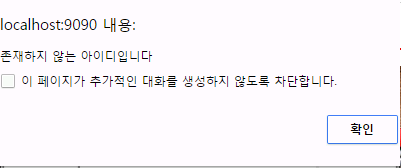 localhost:9090 내용:
존재하지 않는 아이디입니다
이 페이지가 추가적인 대화를 생성하지 않도록 차단합니다.
확인